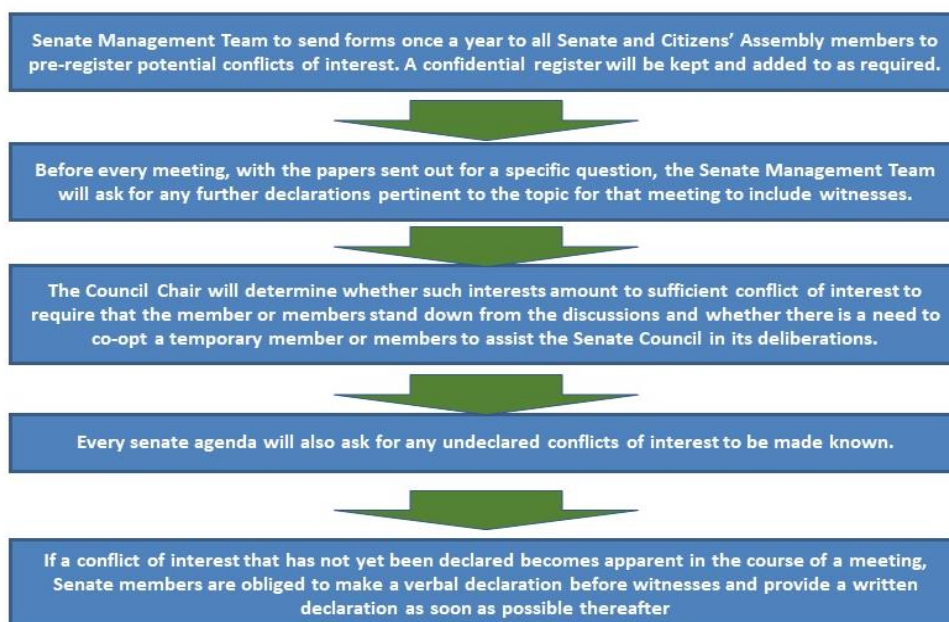 Senate Management Team to send forms once a year to all Senate and Citizens’ Assembly members to
pre-register potential conflicts of interest. A confidential register will be kept and added to as required.
Before every meeting, with the papers sent out for a specific question, the Senate Management Team
will ask for any further declarations pertinent to the topic for that meeting to include witnesses.
The Council Chair will determine whether such interests amount to sufficient conflict of interest to
require that the member or members stand down from the discussions and whether there is a need to
co-opt a temporary member or members to assist the Senate Council in its deliberations.
Every senate agenda will also ask for any undeclared conflicts of interest to be made known.
If a conflict of interest that has not yet been declared becomes apparent in the course of a meeting,
Senate members are obliged to make a verbal declaration before witnesses and provide a written
declaration as soon as possible thereafter